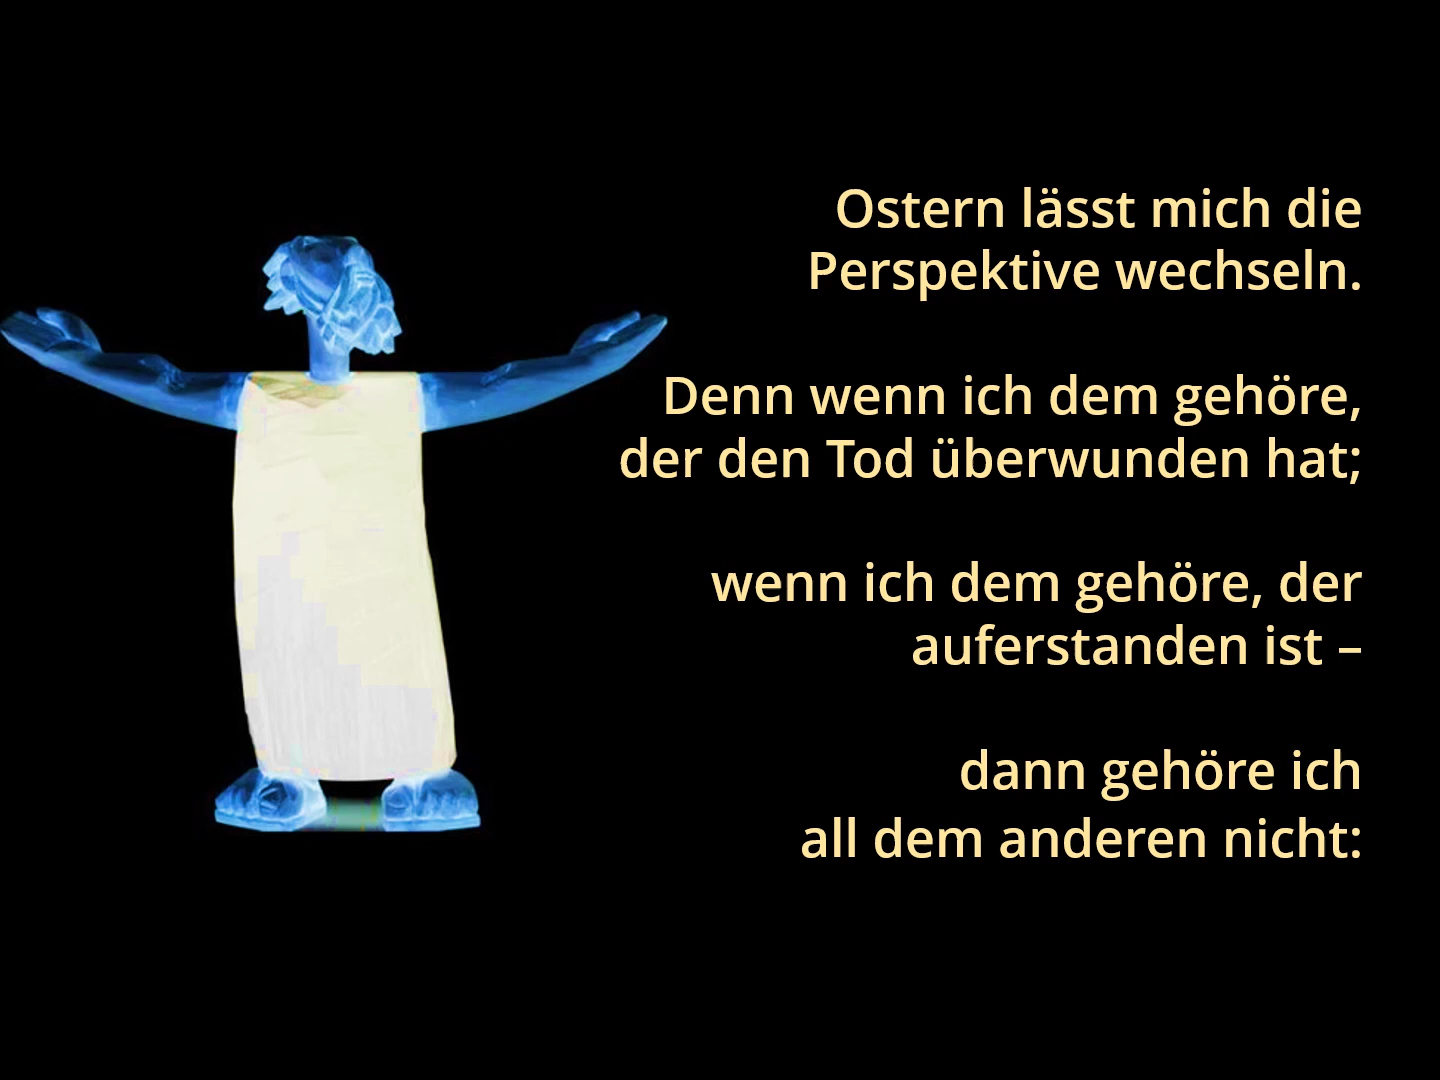 Ostern lässt mich die
Perspektive wechseln.
Denn wenn ich dem gehöre,
der den Tod überwunden hat;
wenn ich dem gehöre, der
auferstanden ist –
dann gehöre ich
all dem anderen nicht: